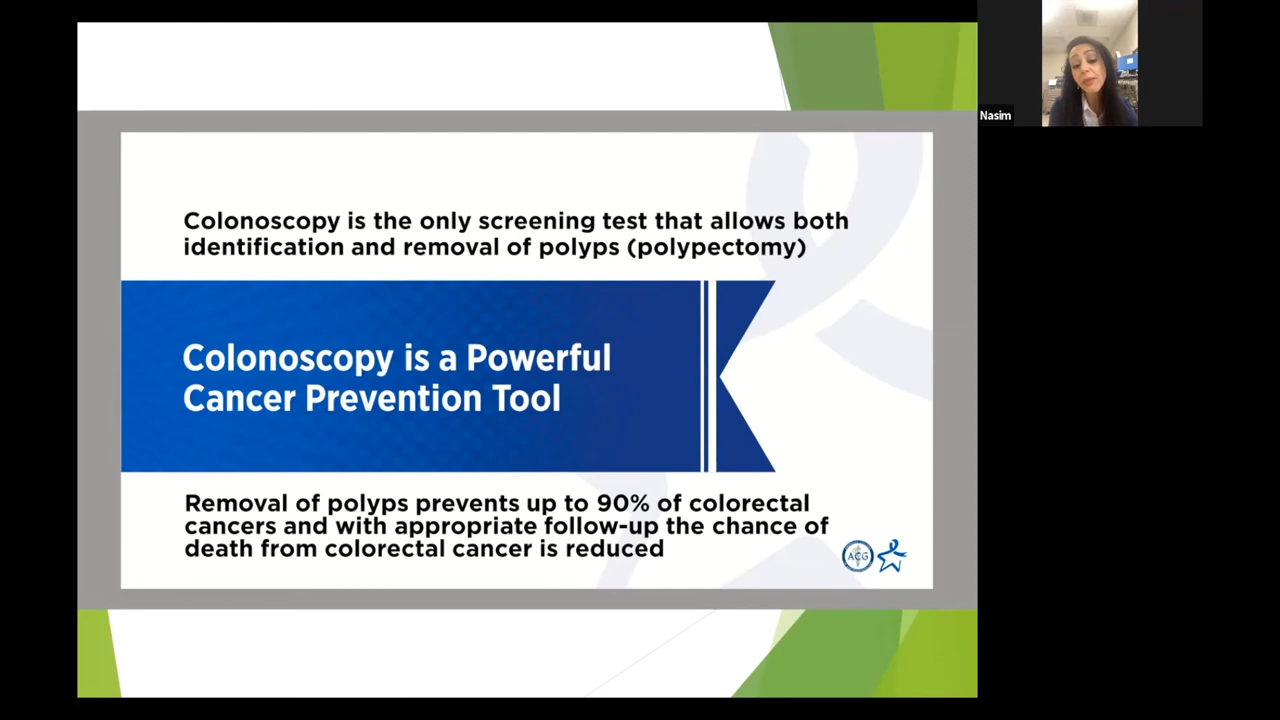 Colonoscopy is the only screening test that allows both
identification and removal of polyps (polypectomy)
Colonoscopy is a Powerful
Cancer Prevention Tool
Removal of polyps prevents up to 90% of colorectal
cancers and with appropriate follow-up the chance of
death from colorectal cancer is reduced
ACG
Nasim